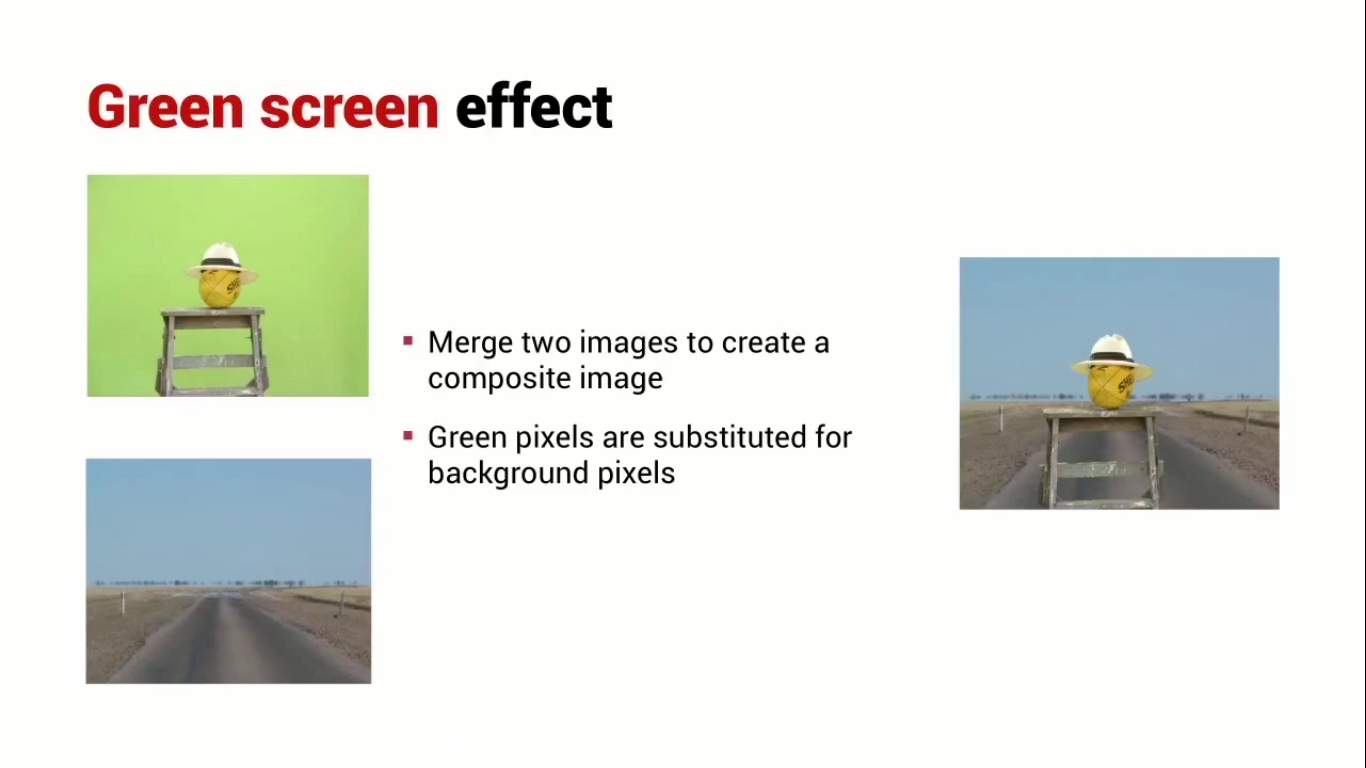 Green screen effect
Merge two images to create a
composite image
Green pixels are substituted for
background pixels